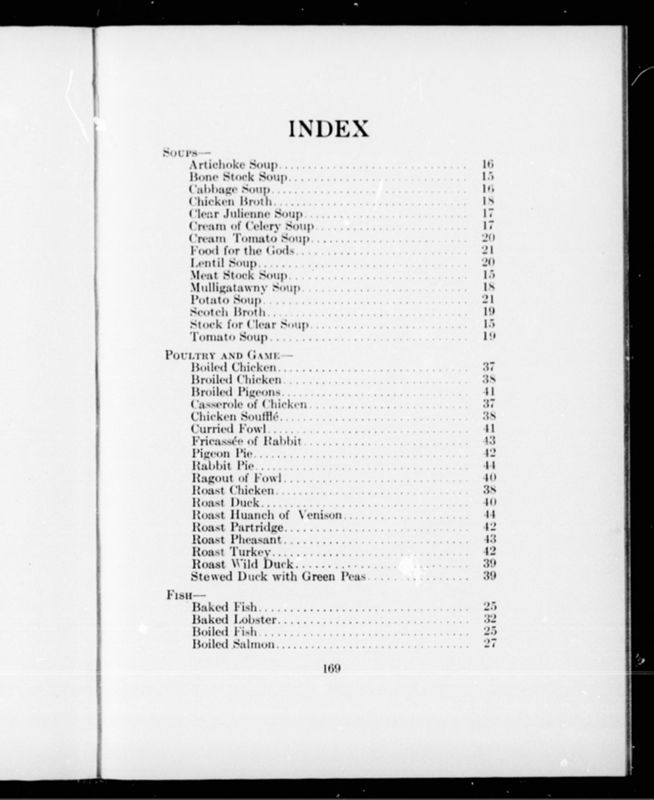 INDEX
SOUPS—
Artichoke Soup 16
Bone Stock Soup 15
Cabbage Soup 16
Chicken Broth 18
Clear Julienne Soup 17
Cream of Celery Soup 17
Cream Tomato Soup 20
Food for the Gods 21
Lentil Soup 20
Meat Stock Soup 15
Mulligatawny Soup 18
Potato Soup 21
Scotch Broth 19
Stock for Clear Soup 15
Tomato Soup 19
POULTRY AND GAME—
Boiled Chicken 37
Broiled Chicken 38
Broiled Pigeons 41
Casserole of Chicken 37
Chicken Soufflé 38
Curried Fowl 41
Fricassée of Rabbit 43
Pigeon Pie 42
Rabbit Pie 44
Ragout of Fowl 40
Roast Chicken 38
Roast Duck 40
Roast Huanch of Venison 44
Roast Partridge 42
Roast Pheasant 43
Roast Turkey 42
Roast Wild Duck 39
Stewed Duck with Green Peas 39
FISH—
Baked Fish 25
Baked Lobster 32
Boiled Fish 25
Boiled Salmon 27
169